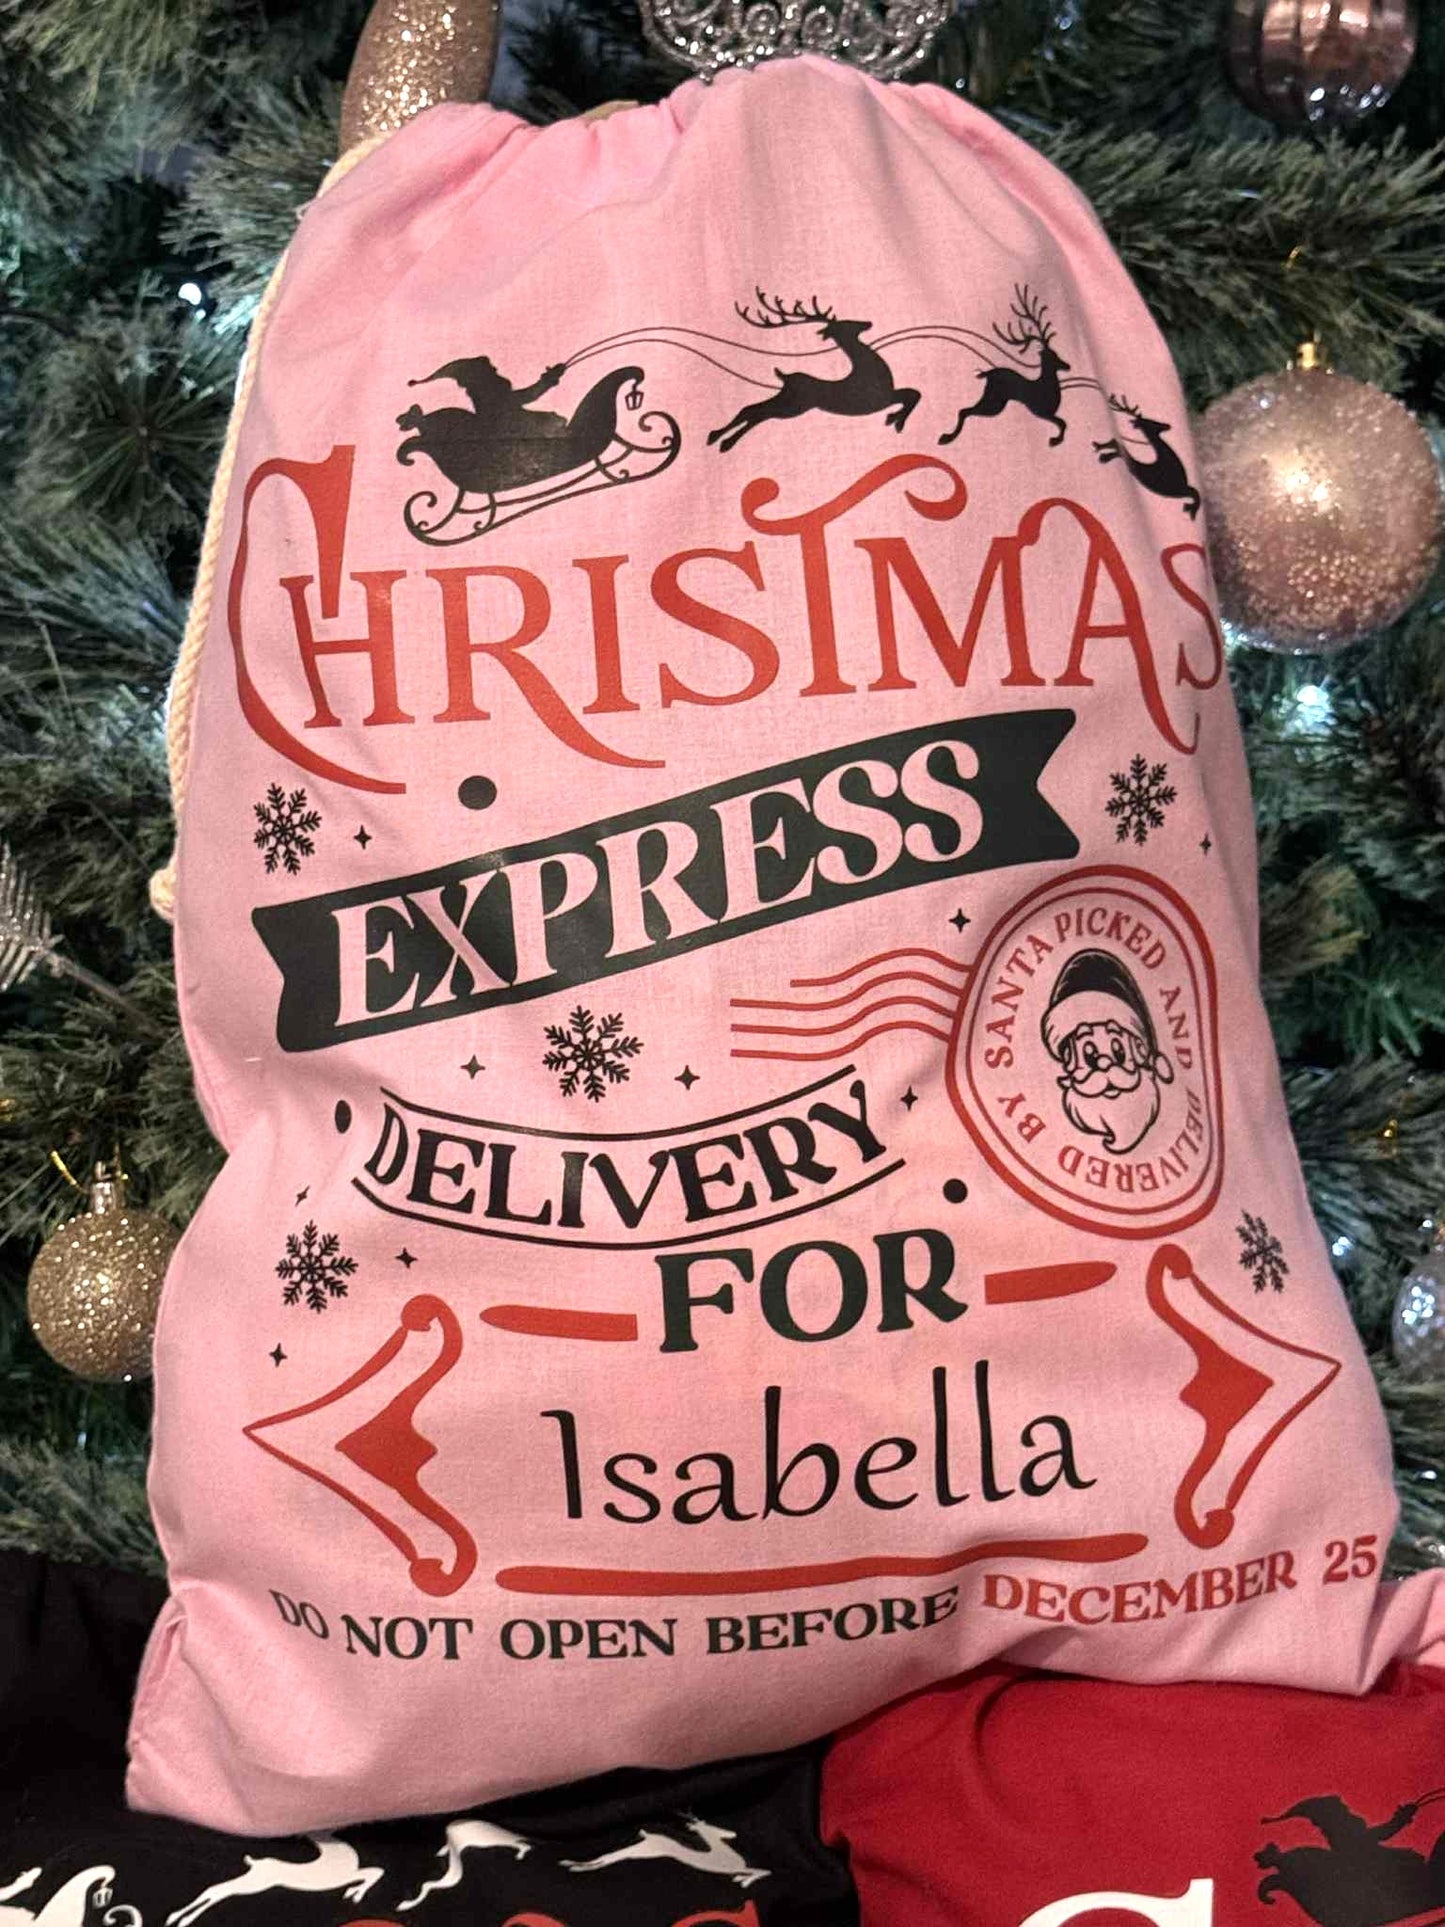 CHRISTMAS
EXPRESS
SANTA PICKED AND DELIVERED BY
DELIVERY
FOR
Isabella
DO NOT OPEN BEFORE DECEMBER 25